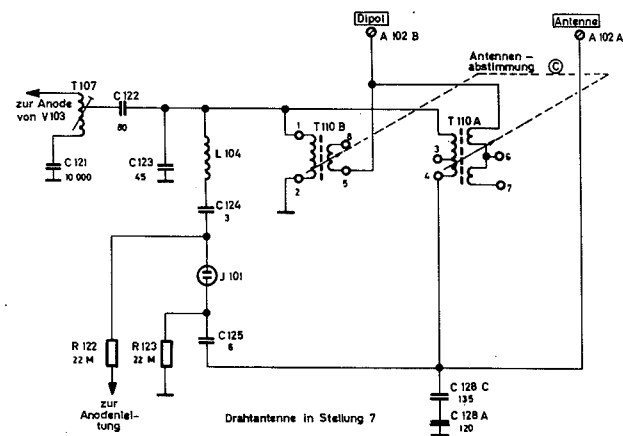 Dipol
A 102 B
Antenne
A 102 A
Antennen -
abstimmung C
T 107
C 122
80
zur Anode
von V103
1
T 110 B
8
2
5
T 110 A
3
4
6
7
L 104
C 121
10 000
C 123
45
C 124
3
J 101
R 122
22 M
R 123
22 M
C 125
6
zur
Anodenlei-
tung
Drahtantenne in Stellung 7
C 128 C
135
C 128 A
120